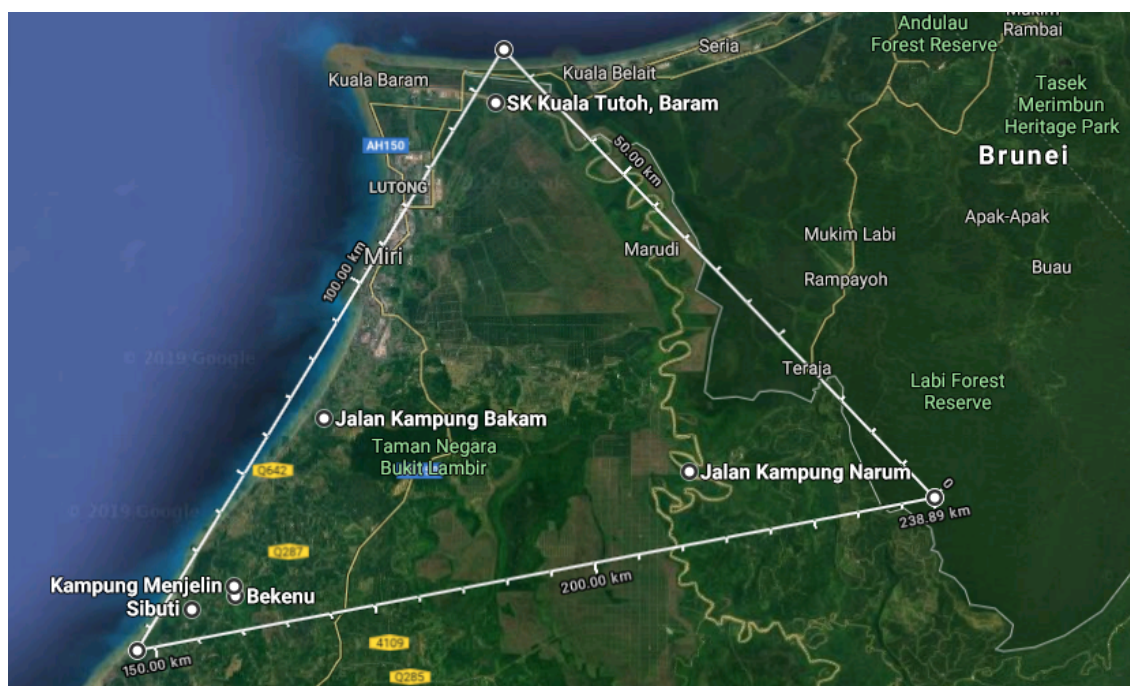 Andulau
Forest Reserve
Mukim
Rambai
Seria
Kuala Belait
Kuala Baram
SK Kuala Tutoh, Baram
Tasek
Merimbun
Heritage Park
Brunei
AH150
50.00 km
LUTONG
2019 Google
Apak-Apak
Mukim Labi
Marudi
Miri
100.00 km
Rampayoh
Buau
© 2019 Google
Teraja
Labi Forest
Reserve
Jalan Kampung Bakam
Taman Negara
Bukit Lambir
Q642
Jalan Kampung Narum
0
238.89 km
© 2019 Google
Q287
Kampung Menjelin
Bekenu
Sibuti
200.00 km
4109
150.00 km
Q285